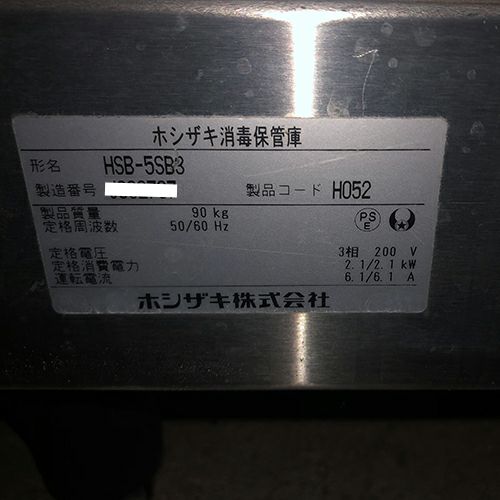 ホシザキ消毒保管庫
形名 HSB-5SB3
製造番号 製品コード H052
製品質量 90 kg
定格周波数 50/60 Hz
PS
E
定格電圧 3相 200 V
定格消費電力 2.1/2.1 kW
運転電流 6.1/6.1 A
ホシザキ株式会社